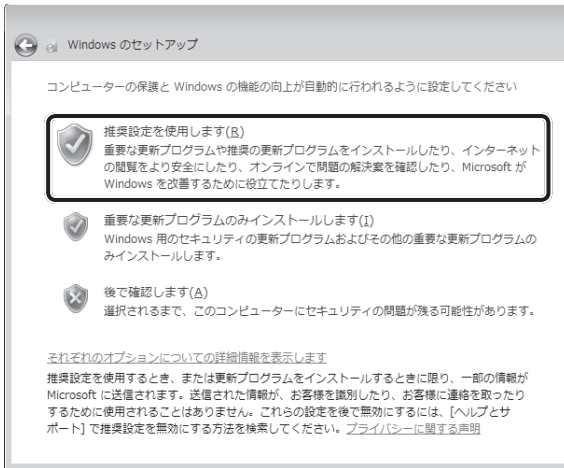 Windows のセットアップ
コンピューターの保護と Windows の機能の向上が自動的に行われるように設定してください
推奨設定を使用します(R)
重要な更新プログラムや推奨の更新プログラムをインストールしたり、インターネット
の閲覧をより安全にしたり、オンラインで問題の解決案を確認したり、Microsoft が
Windows を改善するために役立てたりします。
重要な更新プログラムのみインストールします(I)
Windows 用のセキュリティの更新プログラムおよびその他の重要な更新プログラムの
みインストールします。
後で確認します(A)
選択されるまで、このコンピューターにセキュリティの問題が残る可能性があります。
それぞれのオプションについての詳細情報を表示します
推奨設定を使用するとき、または更新プログラムをインストールするときに限り、一部の情報が
Microsoft に送信されます。送信された情報が、お客様を識別したり、お客様に連絡を取ったり
するために使用されることはありません。これらの設定を後で無効にするには、[ヘルプとサ
ポート] で推奨設定を無効にする方法を検索してください。プライバシーに関する声明